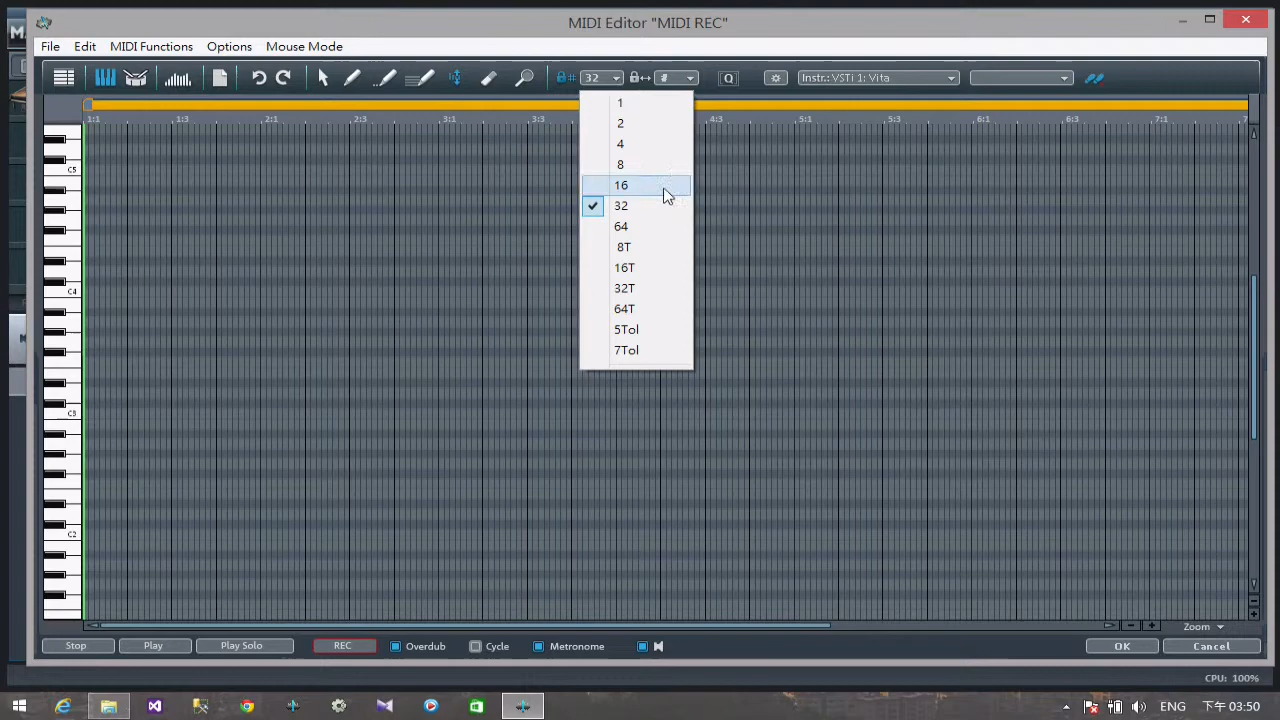 MIDI Editor "MIDI REC"
File Edit MIDI Functions Options Mouse Mode
32 # Q Instr.: VSTi 1: Vita
1
2
4
8
16
32
64
8T
16T
32T
64T
5Tol
7Tol
1:1 1:3 2:1 2:3 3:1 3:3 4:3 5:1 5:3 6:1 6:3 7:1
C5
C4
C3
C2
Zoom
Stop Play Play Solo REC Overdub Cycle Metronome OK Cancel
CPU: 100%
ENG 下午 03:50